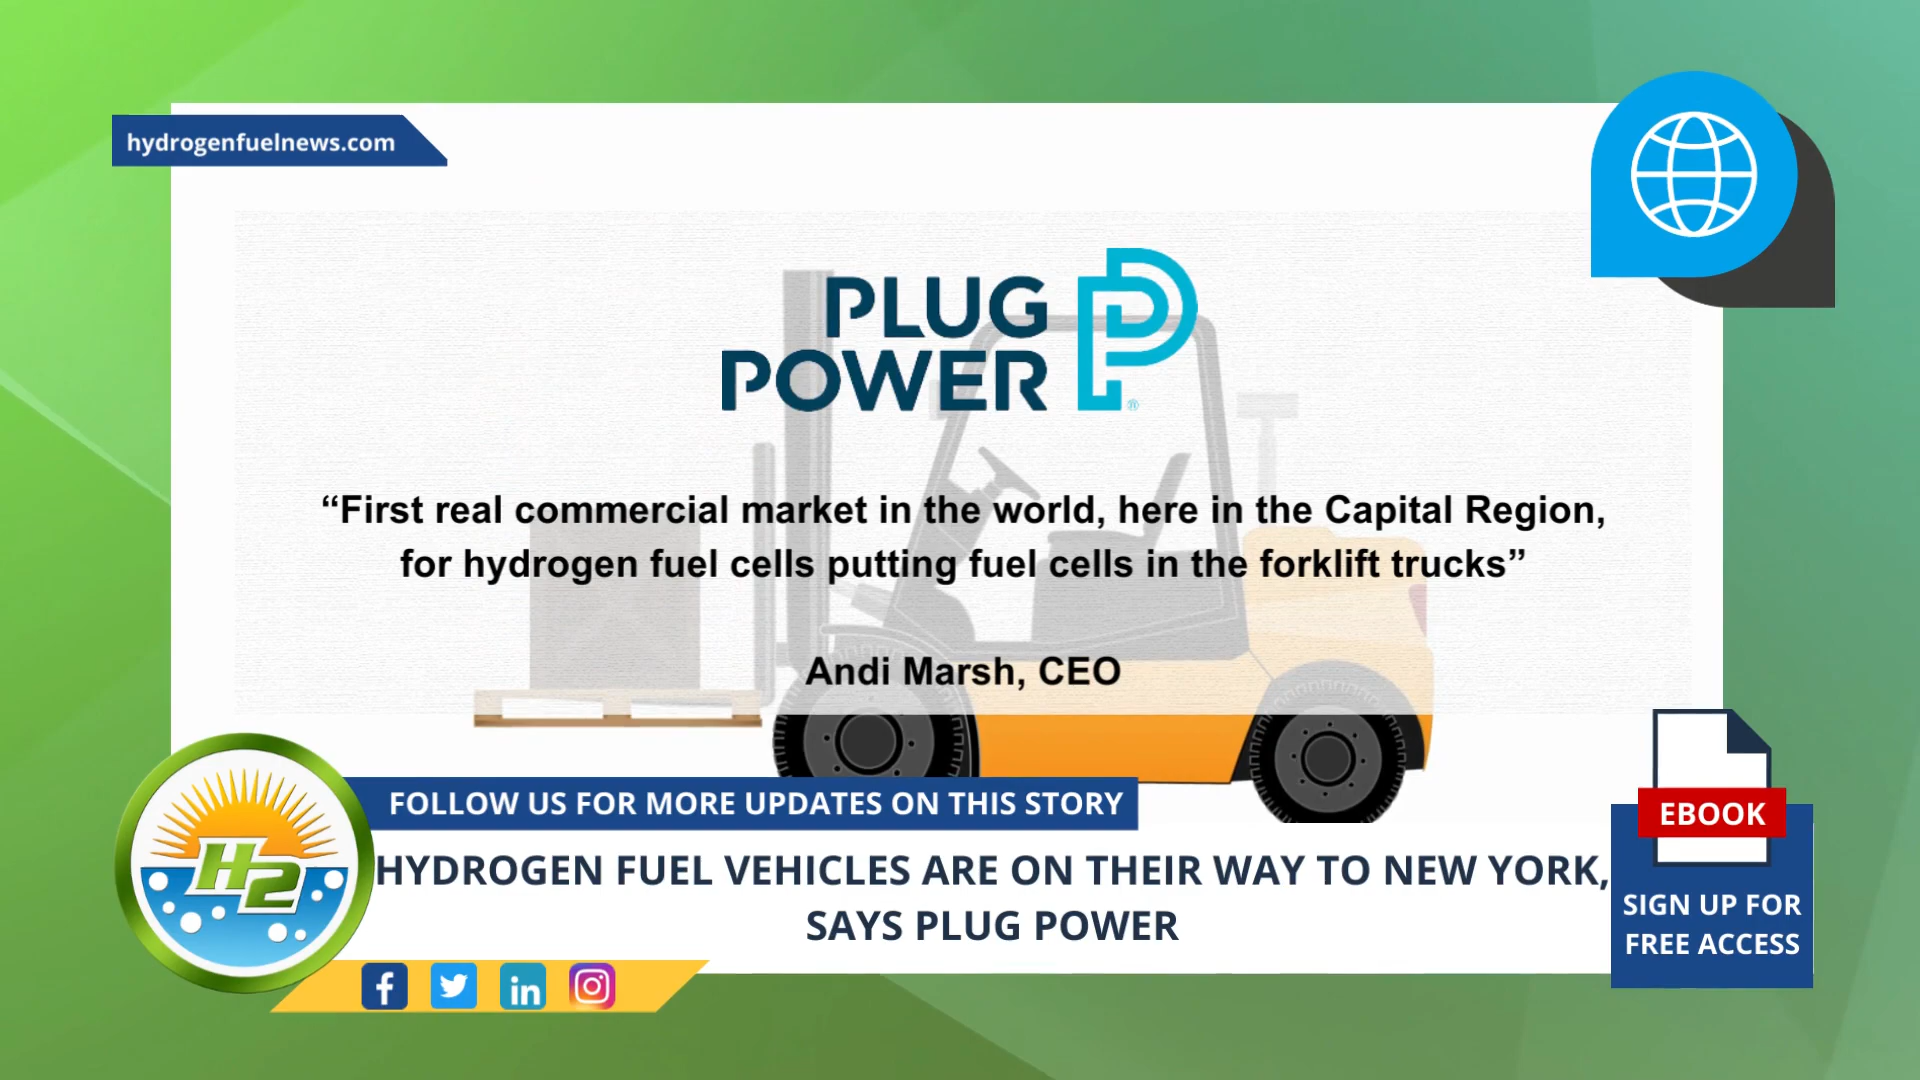 hydrogenfuelnews.com
PLUG
POWER
®
“First real commercial market in the world, here in the Capital Region,
for hydrogen fuel cells putting fuel cells in the forklift trucks”
Andi Marsh, CEO
H2
FOLLOW US FOR MORE UPDATES ON THIS STORY
HYDROGEN FUEL VEHICLES ARE ON THEIR WAY TO NEW YORK,
SAYS PLUG POWER
EBOOK
SIGN UP FOR
FREE ACCESS